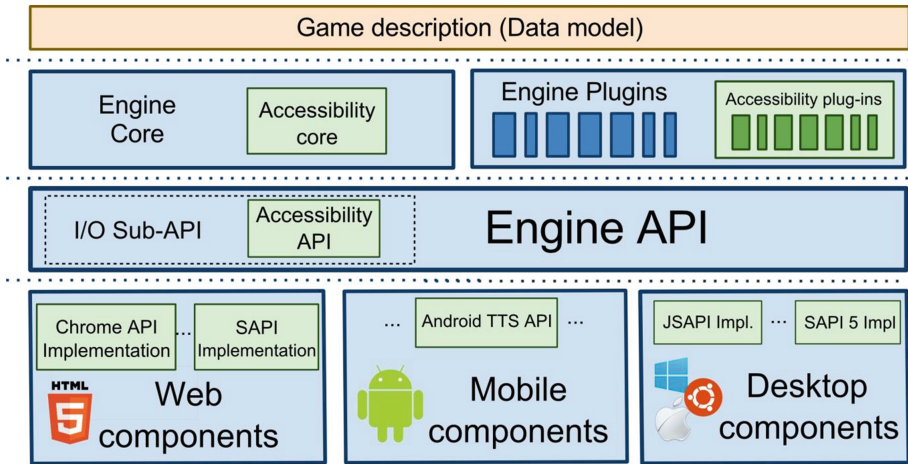 Game description (Data model)
Engine
Core
Accessibility
core
Engine Plugins
Accessibility plug-ins
I/O Sub-API
Accessibility
API
Engine API
Chrome API
Implementation
...
SAPI
Implementation
HTML
5
Web
components
...
Android TTS API
...
Mobile
components
JSAPI Impl.
...
SAPI 5 Impl
Desktop
components